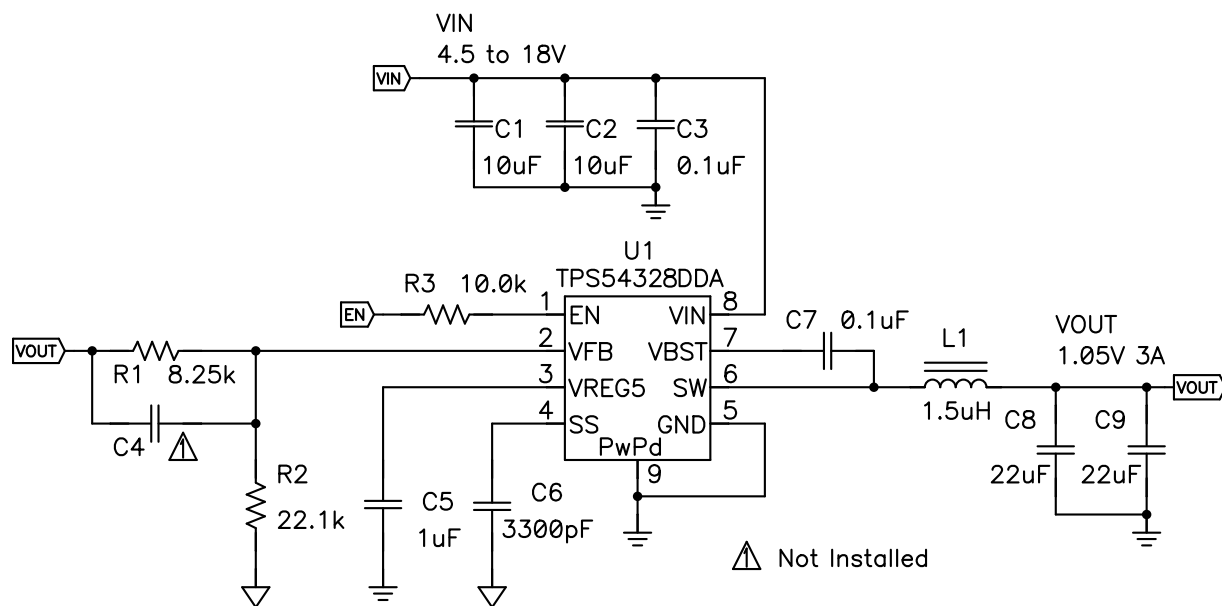 VIN
4.5 to 18V
VIN
C1
C2
C3
10uF
10uF
0.1uF
U1
TPS54328DDA
R3 10.0k
EN
1
EN
VIN
8
C7
0.1uF
VOUT
2
VFB
VBST
7
L1
VOUT
1.05V 3A
R1
8.25k
3
VREG5
SW
6
VOUT
1.5uH
4
SS
GND
5
C8
C9
C4
1
PwPd
9
22uF
22uF
R2
22.1k
C5
1uF
C6
3300pF
1 Not Installed